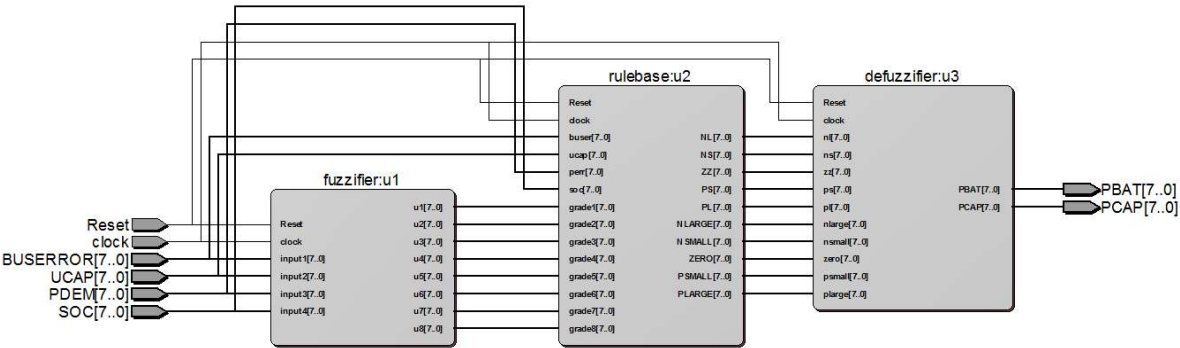 rulebase:u2
defuzzifier:u3
fuzzifier:u1
Reset
clock
BUSERROR[7..0]
UCAP[7..0]
PDEM[7..0]
SOC[7..0]
Reset
clock
input1[7..0]
input2[7..0]
input3[7..0]
input4[7..0]
u1[7..0]
u2[7..0]
u3[7..0]
u4[7..0]
u5[7..0]
u6[7..0]
u7[7..0]
u8[7..0]
Reset
clock
buser[7..0]
ucap[7..0]
perr[7..0]
soc[7..0]
grade1[7..0]
grade2[7..0]
grade3[7..0]
grade4[7..0]
grade5[7..0]
grade6[7..0]
grade7[7..0]
grade8[7..0]
NL[7..0]
NS[7..0]
ZZ[7..0]
PS[7..0]
PL[7..0]
NLARGE[7..0]
NSMALL[7..0]
ZERO[7..0]
PSMALL[7..0]
PLARGE[7..0]
Reset
clock
nl[7..0]
ns[7..0]
zz[7..0]
ps[7..0]
pl[7..0]
nlarge[7..0]
nsmall[7..0]
zero[7..0]
psmall[7..0]
plarge[7..0]
PBAT[7..0]
PCAP[7..0]
PBAT[7..0]
PCAP[7..0]